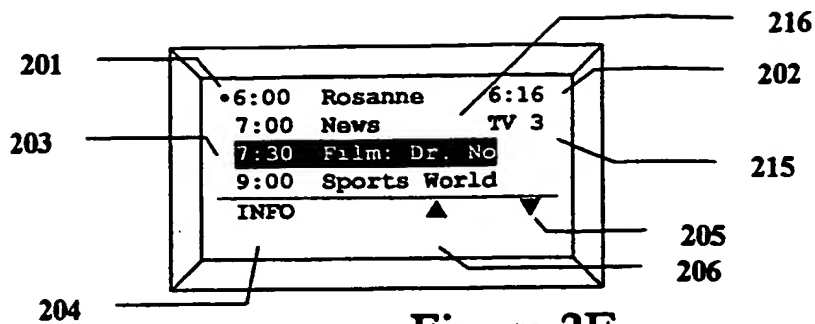 216
201
•6:00 Rosanne 6:16
202
7:00 News TV 3
203
7:30 Film: Dr. No
215
9:00 Sports World
INFO ▲ ▼
205
206
204
Figure